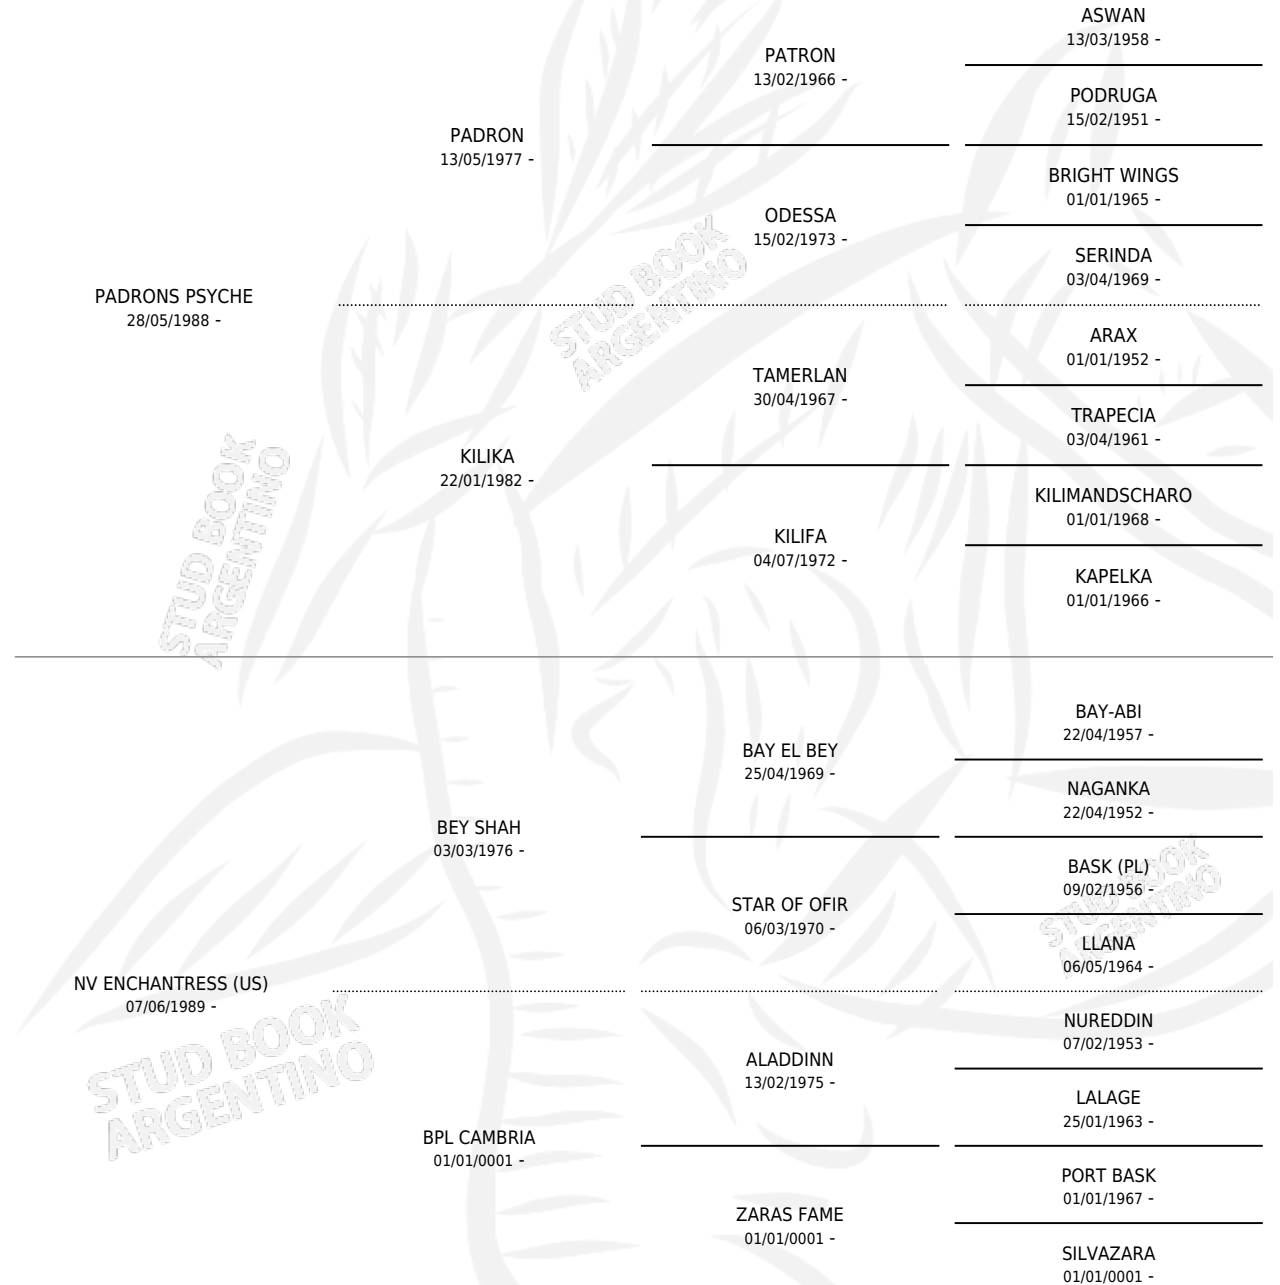 ASWAN
13/03/1958 -
PATRON
13/02/1966 -
PODRUGA
15/02/1951 -
PADRON
13/05/1977 -
BRIGHT WINGS
01/01/1965 -
ODESSA
15/02/1973 -
SERINDA
03/04/1969 -
PADRONS PSYCHE
28/05/1988 -
ARAX
01/01/1952 -
TAMERLAN
30/04/1967 -
TRAPECIA
03/04/1961 -
KILIKA
22/01/1982 -
KILIMANDSCHARO
01/01/1968 -
KILIFA
04/07/1972 -
KAPELKA
01/01/1966 -
BAY-ABI
22/04/1957 -
BAY EL BEY
25/04/1969 -
NAGANKA
22/04/1952 -
BEY SHAH
03/03/1976 -
BASK (PL)
09/02/1956 -
STAR OF OFIR
06/03/1970 -
LLANA
06/05/1964 -
NV ENCHANTRESS (US)
07/06/1989 -
NUREDDIN
07/02/1953 -
ALADDINN
13/02/1975 -
LALAGE
25/01/1963 -
BPL CAMBRIA
01/01/0001 -
PORT BASK
01/01/1967 -
ZARAS FAME
01/01/0001 -
SILVAZARA
01/01/0001 -
STUD BOOK
ARGENTINO
STUD BOOK
ARGENTINO
STUD BOOK
ARGENTINO
STUD BOOK
ARGENTINO